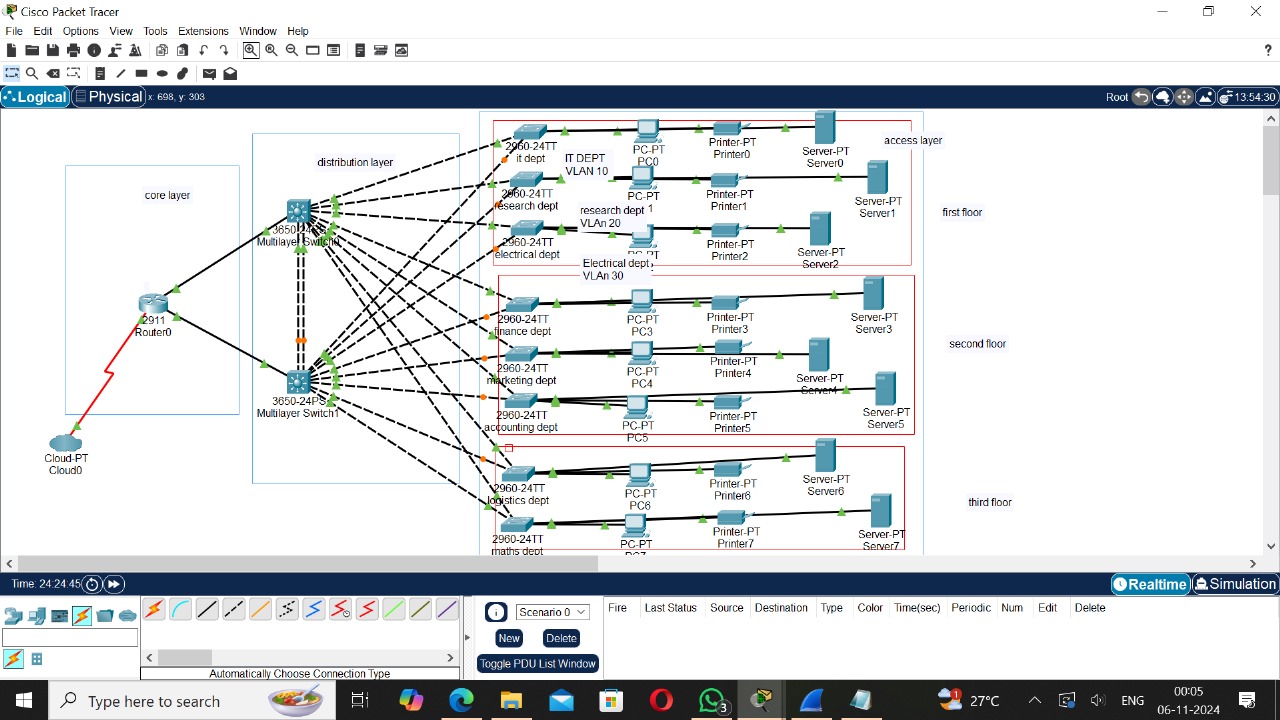 Cisco Packet Tracer
File Edit Options View Tools Extensions Window Help
?
Logical Physical x: 698, y: 303 Root 13:54:30
core layer
distribution layer
access layer
first floor
second floor
third floor
2911
Router0
Cloud-PT
Cloud0
Multilayer Switch0
3650-24PS
Multilayer Switch1
2960-24TT
it dept
2960-24TT
research dept
2960-24TT
electrical dept
IT DEPT
VLAN 10
research dept
VLAn 20
Electrical dept
VLAn 30
PC-PT
PC0
PC-PT
1
PC-PT
Printer-PT
Printer0
Printer-PT
Printer1
Printer-PT
Printer2
Server-PT
Server0
Server-PT
Server1
Server-PT
Server2
2960-24TT
finance dept
2960-24TT
marketing dept
2960-24TT
accounting dept
PC-PT
PC3
PC-PT
PC4
PC-PT
PC5
Printer-PT
Printer3
Printer-PT
Printer4
Printer-PT
Printer5
Server-PT
Server3
Server-PT
Server4
Server-PT
Server5
2960-24TT
logistics dept
2960-24TT
maths dept
PC-PT
PC6
PC-PT
Printer-PT
Printer6
Printer-PT
Printer7
Server-PT
Server6
Server-PT
Server7
Time: 24:24:45 Realtime Simulation
Scenario 0
New Delete
Toggle PDU List Window
Fire Last Status Source Destination Type Color Time(sec) Periodic Num Edit Delete
Automatically Choose Connection Type
Type here to search
3
1
27°C
ENG
00:05
06-11-2024